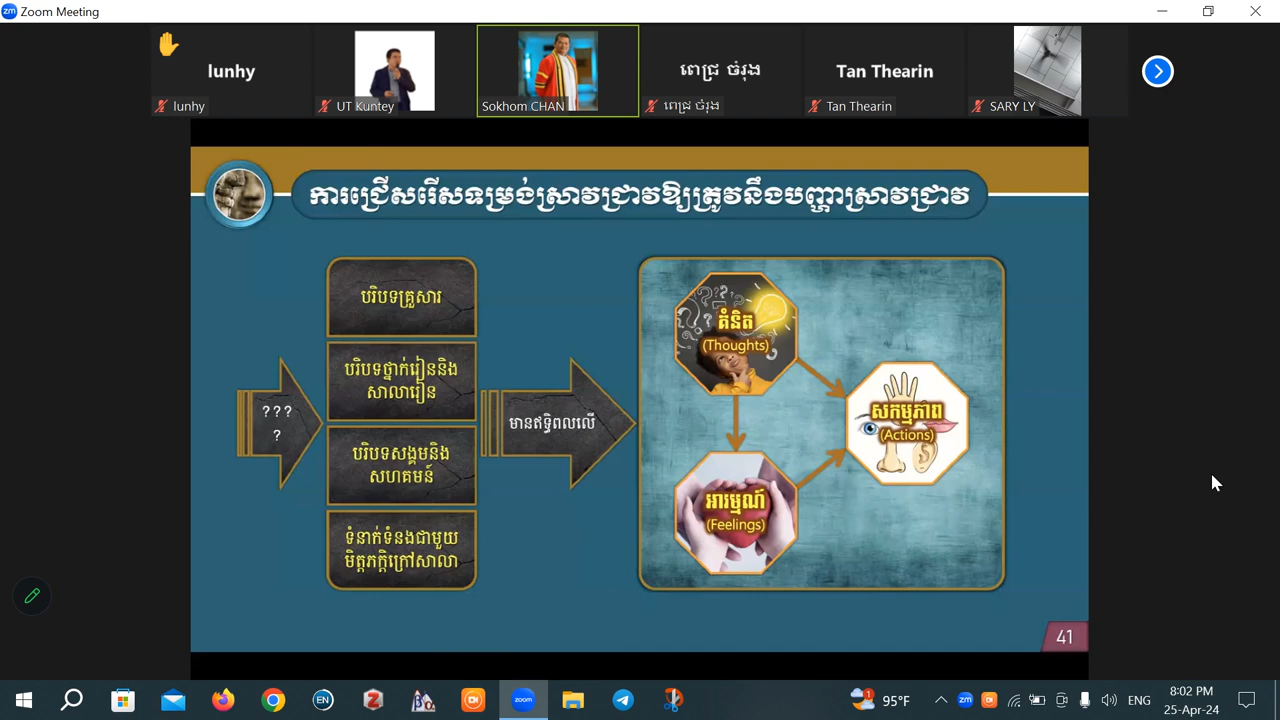 Zoom Meeting
lunhy
lunhy
UT Kuntey
Sokhom CHAN
ពេជ្រ ចំរុង
ពេជ្រ ចំរុង
Tan Thearin
Tan Thearin
SARY LY
ការជ្រើសរើសទម្រង់ស្រាវជ្រាវឱ្យត្រូវនឹងបញ្ហាស្រាវជ្រាវ
???
?
បរិបទគ្រួសារ
បរិបទថ្នាក់រៀននិង
សាលារៀន
បរិបទសង្គមនិង
សហគមន៍
ទំនាក់ទំនងជាមួយ
មិត្តភក្តិក្រៅសាលា
មានឥទ្ធិពលលើ
គំនិត
(Thoughts)
សកម្មភាព
(Actions)
អារម្មណ៍
(Feelings)
41
EN
zoom
zm
1
95°F
ENG
8:02 PM
25-Apr-24